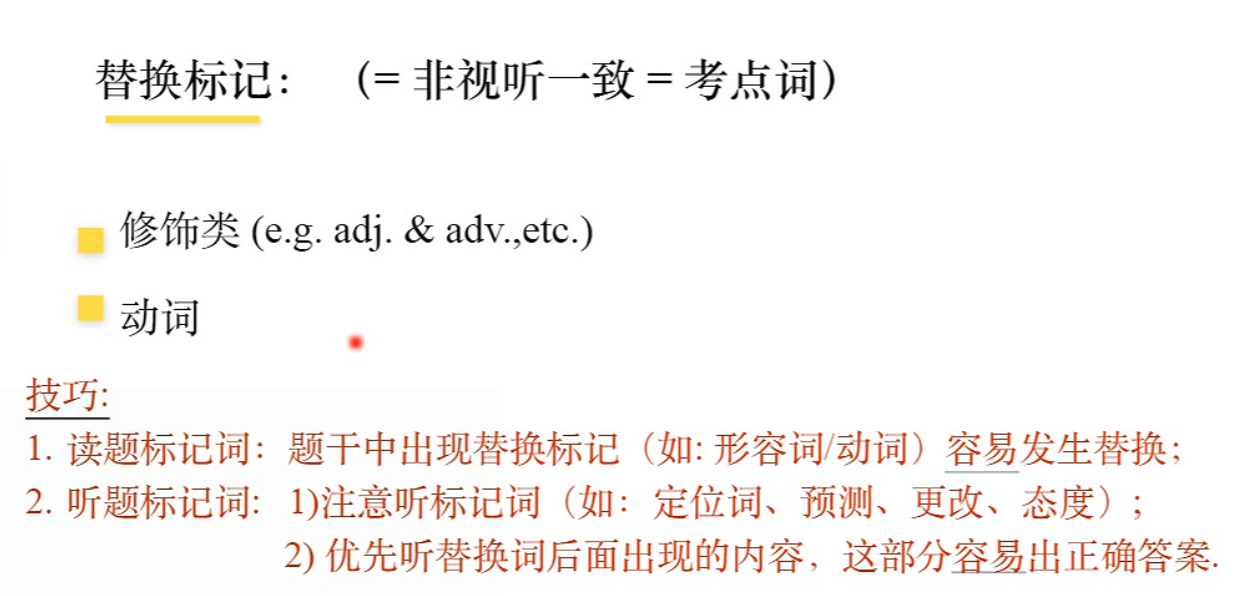 替换标记： （= 非视听一致 = 考点词）
修饰类 (e.g. adj. & adv.,etc.)
动词
技巧:
1. 读题标记词：题干中出现替换标记（如: 形容词/动词）容易发生替换；
2. 听题标记词: 1)注意听标记词（如：定位词、预测、更改、态度）;
2) 优先听替换词后面出现的内容，这部分容易出正确答案.